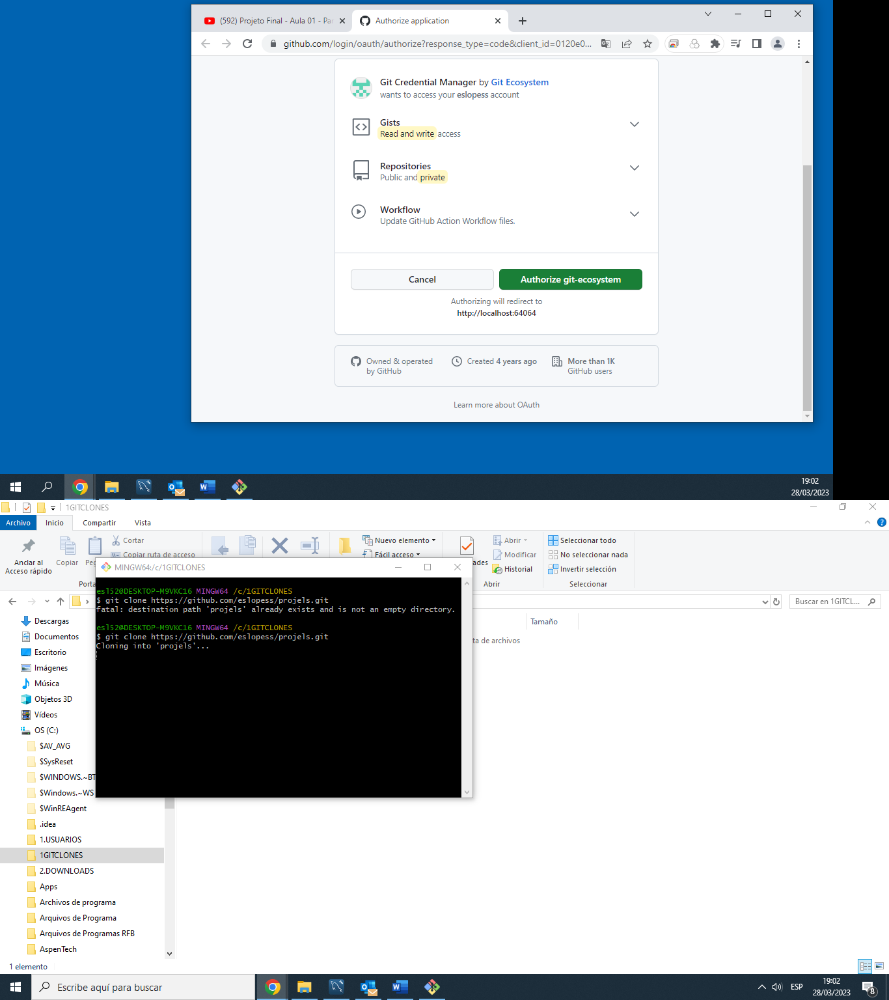 (592) Projeto Final - Aula 01 - Par
Authorize application
github.com/login/oauth/authorize?response_type=code&client_id=0120e0...
Git Credential Manager by Git Ecosystem
wants to access your eslopess account
Gists
Read and write access
Repositories
Public and private
Workflow
Update GitHub Action Workflow files.
Cancel
Authorize git-ecosystem
Authorizing will redirect to
http://localhost:64064
Owned & operated
by GitHub
Created 4 years ago
More than 1K
GitHub users
Learn more about OAuth
19:02
28/03/2023
1GITCLONES
Archivo
Inicio
Compartir
Vista
Anclar al
Acceso rápido
Copiar
Cortar
Copiar ruta de acceso
Nuevo elemento
Fácil acceso
Abrir
Modificar
Historial
Abrir
Seleccionar todo
No seleccionar nada
Invertir selección
Seleccionar
MINGW64:/c/1GITCLONES
esl52@DESKTOP-M9VKC16 MINGW64 /c/1GITCLONES
$ git clone https://github.com/eslopess/projels.git
fatal: destination path 'projels' already exists and is not an empty directory.
esl52@DESKTOP-M9VKC16 MINGW64 /c/1GITCLONES
$ git clone https://github.com/eslopess/projels.git
Cloning into 'projels'...
Buscar en 1GITCL...
Tamaño
ta de archivos
Descargas
Documentos
Escritorio
Imágenes
Música
Objetos 3D
Vídeos
OS (C:)
$AV_AVG
$SysReset
$WINDOWS.~BT
$Windows.~WS
$WinREAgent
.idea
1.USUARIOS
1GITCLONES
2.DOWNLOADS
Apps
Archivos de programa
Arquivos de Programa
Arquivos de Programas RFB
AspenTech
1 elemento
Escribe aquí para buscar
ESP
19:02
28/03/2023
8